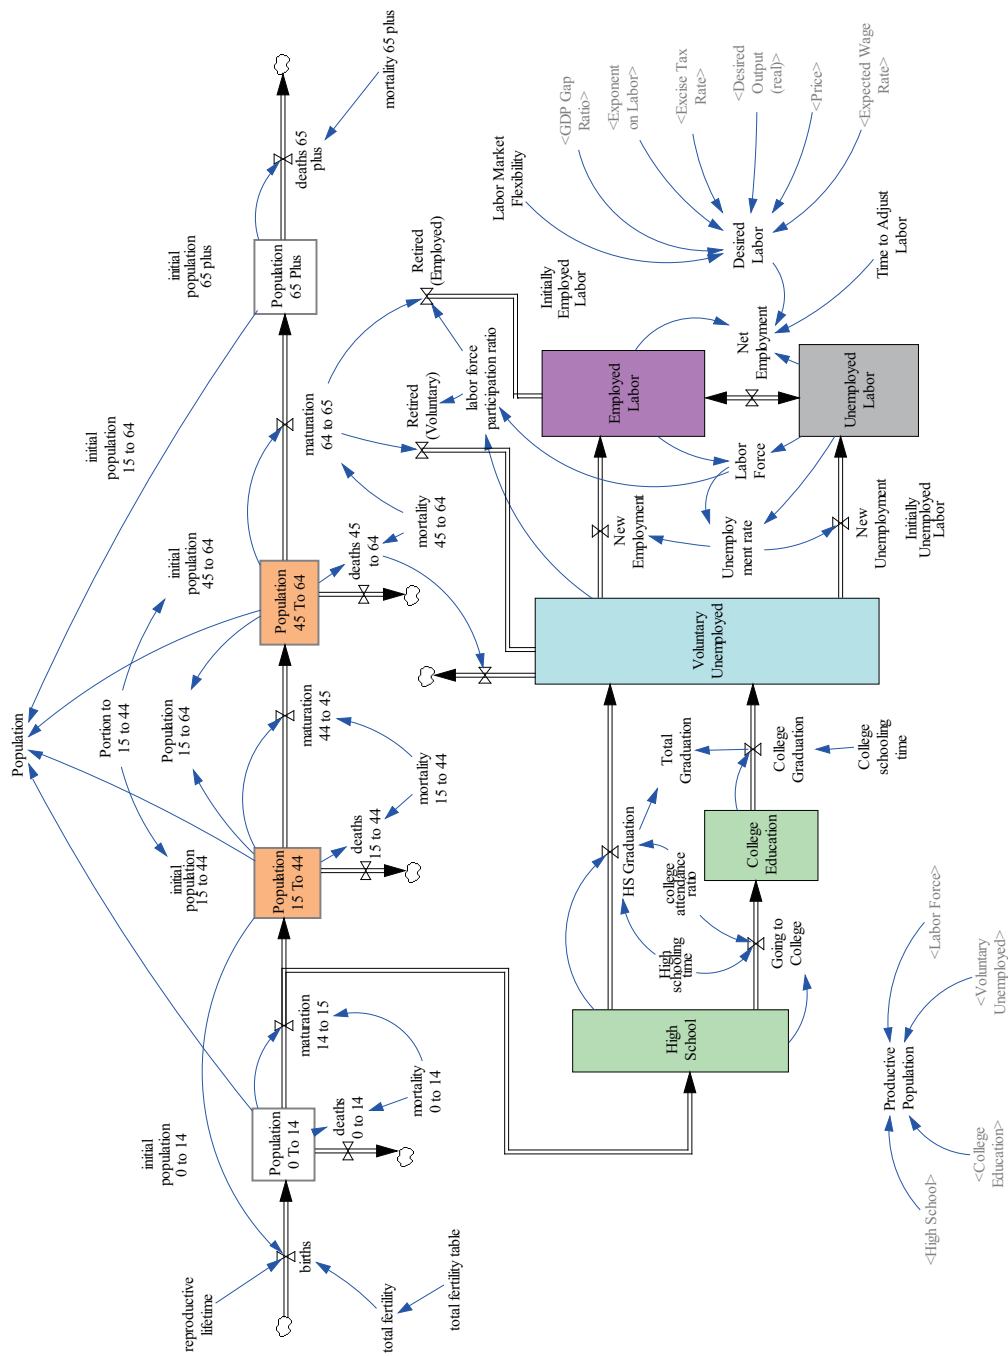 Population
initial
population
0 to 14
initial
population
15 to 44
Portion to
15 to 44
Population
15 to 64
initial
population
45 to 64
initial
population
15 to 64
initial
population
65 plus
reproductive
lifetime
births
total fertility
total fertility table
Population
0 To 14
deaths
0 to 14
mortality
0 to 14
maturation
14 to 15
Population
15 To 44
deaths
15 to 44
mortality
15 to 44
maturation
44 to 45
Population
45 To 64
deaths 45
to 64
mortality
45 to 64
maturation
64 to 65
Population
65 Plus
deaths 65
plus
mortality 65 plus
Retired
(Voluntary)
Retired
(Employed)
labor force
participation ratio
High
School
HS Graduation
High
schooling
time
college
attendance
ratio
Going to
College
College
Education
Total
Graduation
College
Graduation
College
schooling
time
Voluntary
Unemployed
New
Employment
Unemploy
ment rate
New
Unemployment
Initially
Unemployed
Labor
Labor
Force
Initially
Employed
Labor
Employed
Labor
Unemployed
Labor
Net
Employment
Time to Adjust
Labor
Desired
Labor
Labor Market
Flexibility
<GDP Gap
Ratio>
<Exponent
on Labor>
<Excise Tax
Rate>
<Desired
Output
(real)>
<Price>
<Expected Wage
Rate>
Productive
Population
<High School>
<College
Education>
<Labor Force>
<Voluntary
Unemployed>